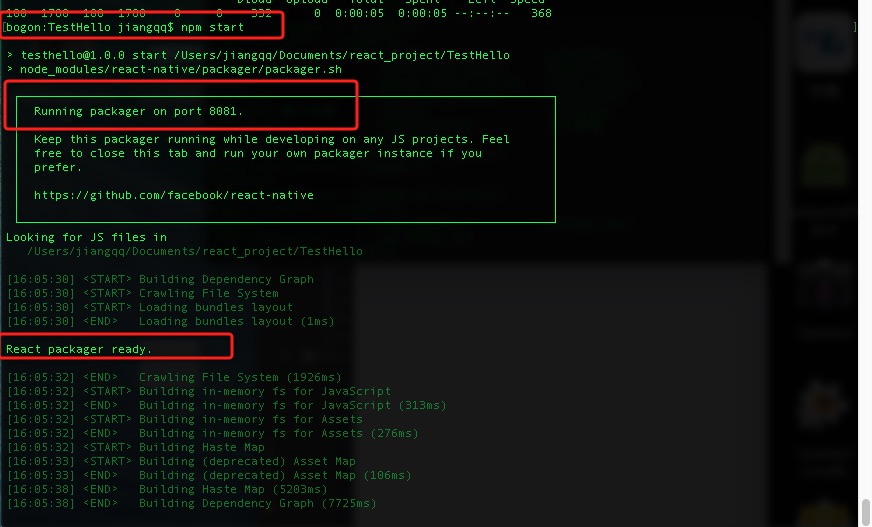 100  1700  100  1700    0     0    332      0  0:00:05  0:00:05 --:--:--   368
[bogon:TestHello jiangqq$ npm start ]
> testhello@1.0.0 start /Users/jiangqq/Documents/react_project/TestHello
> node_modules/react-native/packager/packager.sh
Running packager on port 8081.
Keep this packager running while developing on any JS projects. Feel
free to close this tab and run your own packager instance if you
prefer.
https://github.com/facebook/react-native
Looking for JS files in
/Users/jiangqq/Documents/react_project/TestHello
[16:05:30] <START> Building Dependency Graph
[16:05:30] <START> Crawling File System
[16:05:30] <START> Loading bundles layout
[16:05:30] <END>   Loading bundles layout (1ms)
React packager ready.
[16:05:32] <END>   Crawling File System (1926ms)
[16:05:32] <START> Building in-memory fs for JavaScript
[16:05:32] <END>   Building in-memory fs for JavaScript (313ms)
[16:05:32] <START> Building in-memory fs for Assets
[16:05:32] <END>   Building in-memory fs for Assets (276ms)
[16:05:32] <START> Building Haste Map
[16:05:33] <START> Building (deprecated) Asset Map
[16:05:33] <END>   Building (deprecated) Asset Map (106ms)
[16:05:38] <END>   Building Haste Map (5203ms)
[16:05:38] <END>   Building Dependency Graph (7725ms)